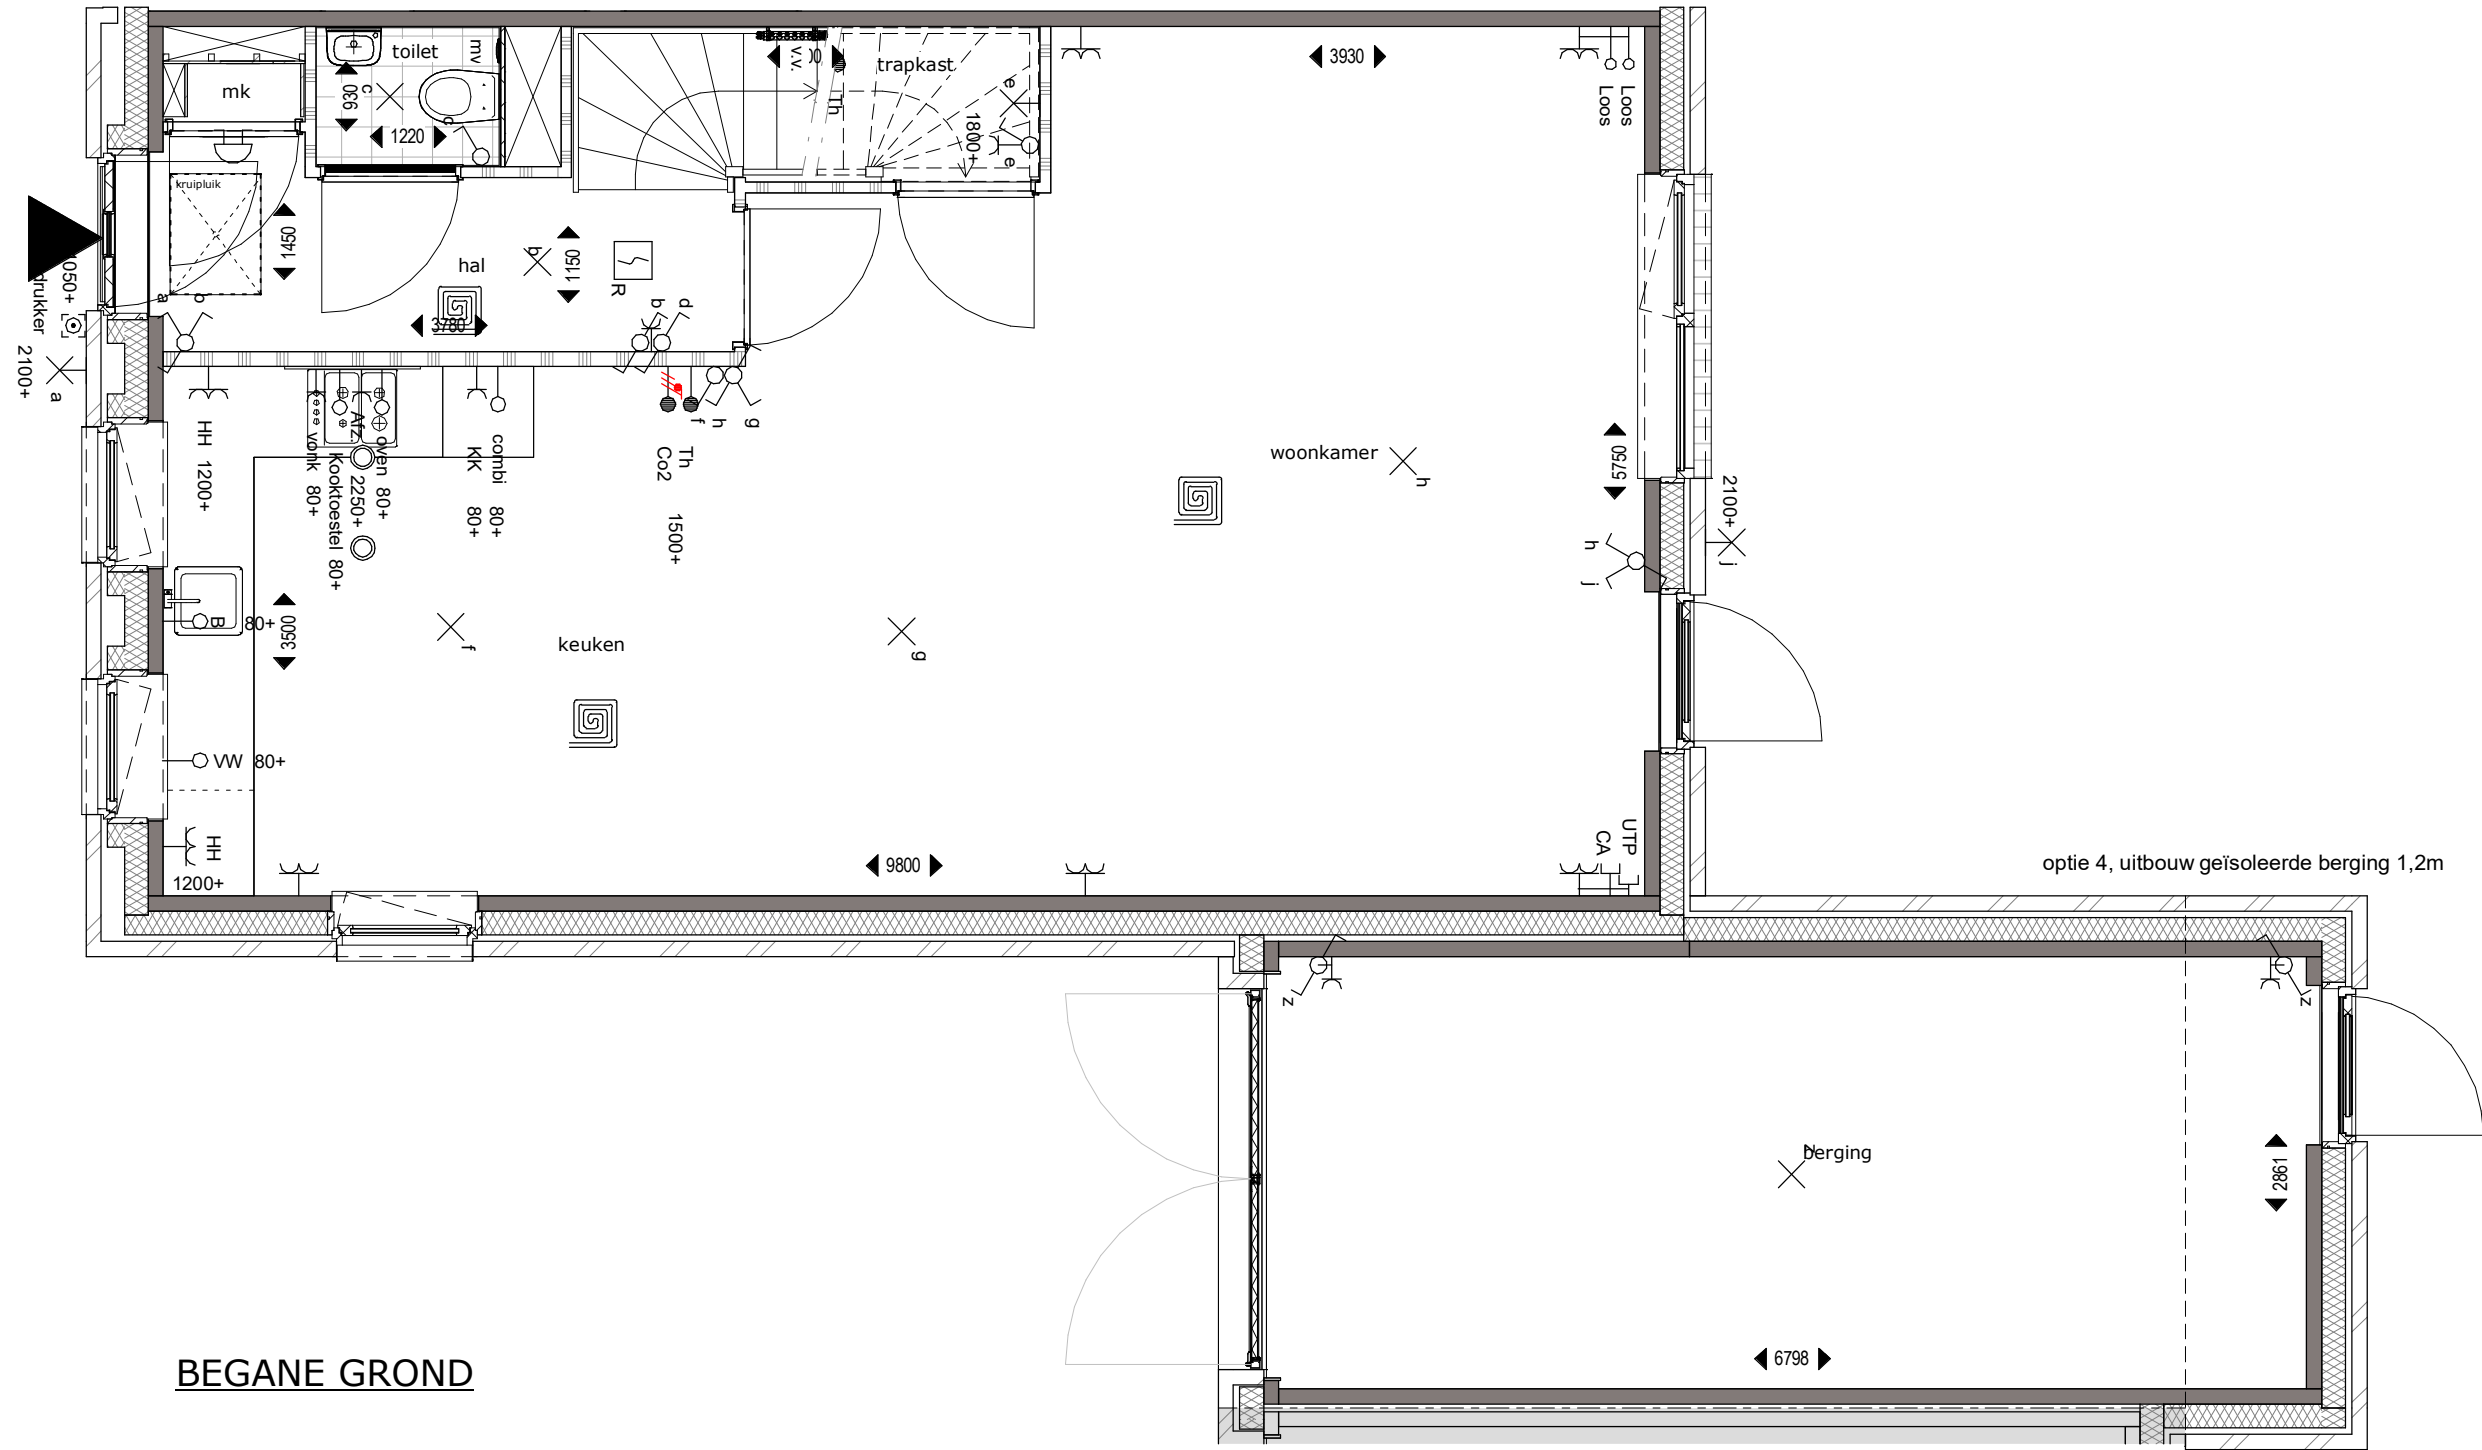 toilet
mv
v.v.
trapkast
3930
mk
930
c
1220
c
Th
1800+
e
e
Loos
Loos
kruipluik
1450
hal
b
1150
R
3780
b
d
1050+
drukker
2100+
a
a
b
HH 1200+
vonk 80+
Kooktoestel 80+
Afz. 2250+
oven 80+
KK 80+
combi 80+
Co2
Th
1500+
f
h
g
woonkamer
h
5750
2100+
j
h
j
B 80+
3500
f
keuken
g
VW 80+
HH
1200+
9800
CA
UTP
optie 4, uitbouw geïsoleerde berging 1,2m
z
z
z
berging
2861
6798
BEGANE GROND